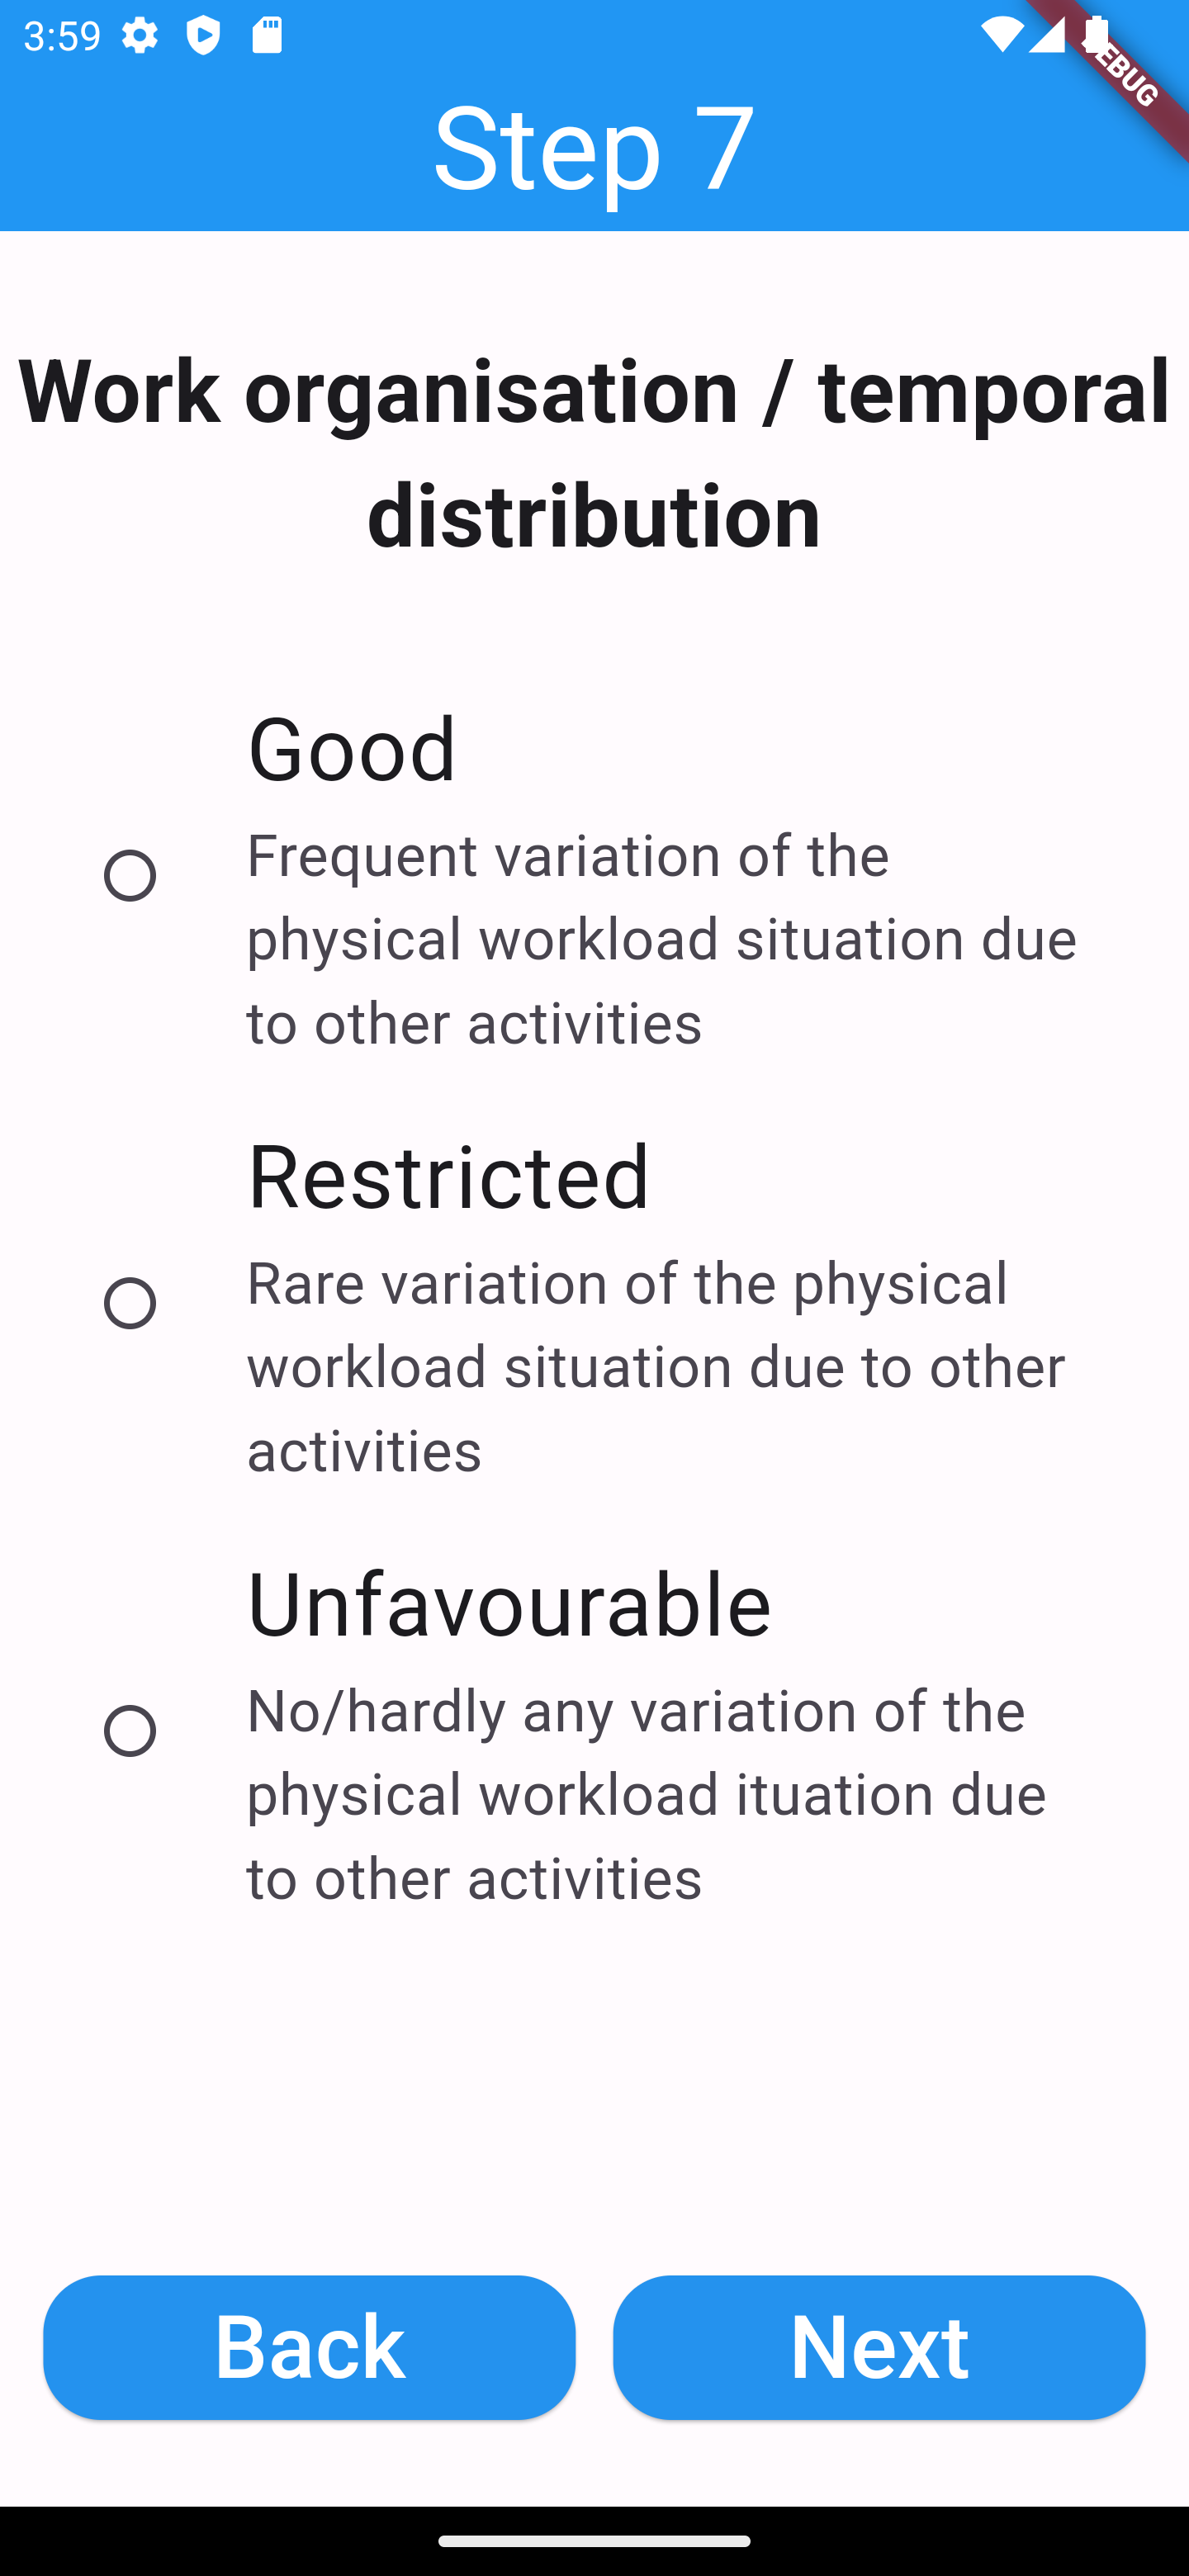 3:59
Step 7
Work organisation / temporal
distribution
Good
Frequent variation of the
physical workload situation due
to other activities
Restricted
Rare variation of the physical
workload situation due to other
activities
Unfavourable
No/hardly any variation of the
physical workload ituation due
to other activities
Back
Next